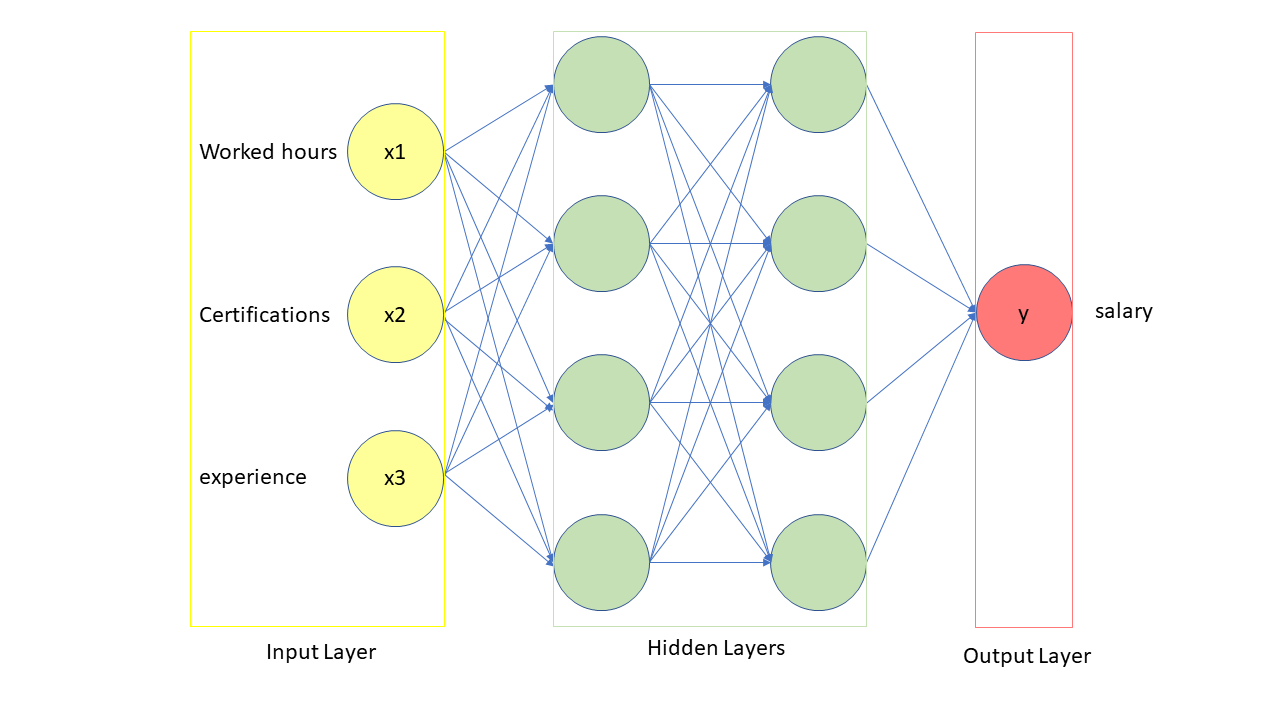 Worked hours
x1
Certifications
x2
experience
x3
y
salary
Input Layer
Hidden Layers
Output Layer